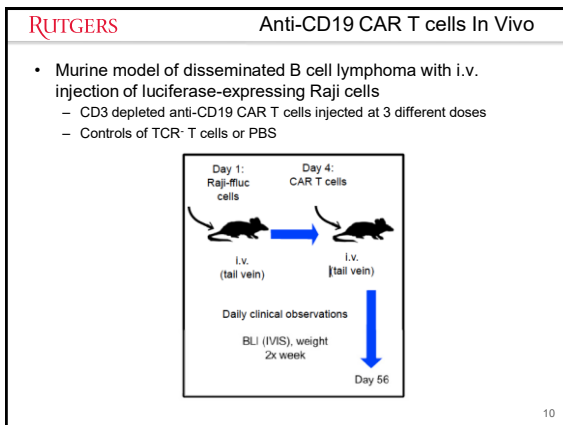 RUTGERS
Anti-CD19 CAR T cells In Vivo
• Murine model of disseminated B cell lymphoma with i.v.
injection of luciferase-expressing Raji cells
– CD3 depleted anti-CD19 CAR T cells injected at 3 different doses
– Controls of TCR⁻ T cells or PBS
Day 1:
Raji-ffluc
cells
Day 4:
CAR T cells
i.v.
(tail vein)
i.v.
(tail vein)
Daily clinical observations
BLI (IVIS), weight
2x week
Day 56
10